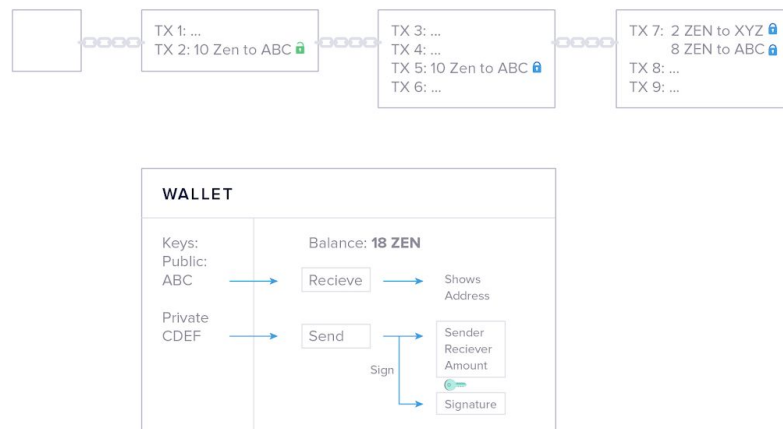 TX 1: ...
TX 2: 10 Zen to ABC
TX 3: ...
TX 4: ...
TX 5: 10 Zen to ABC
TX 6: ...
TX 7: 2 ZEN to XYZ
8 ZEN to ABC
TX 8: ...
TX 9: ...
WALLET
Keys:
Public:
ABC
Private
CDEF
Balance: 18 ZEN
Recieve
Shows
Address
Send
Sign
Sender
Reciever
Amount
Signature